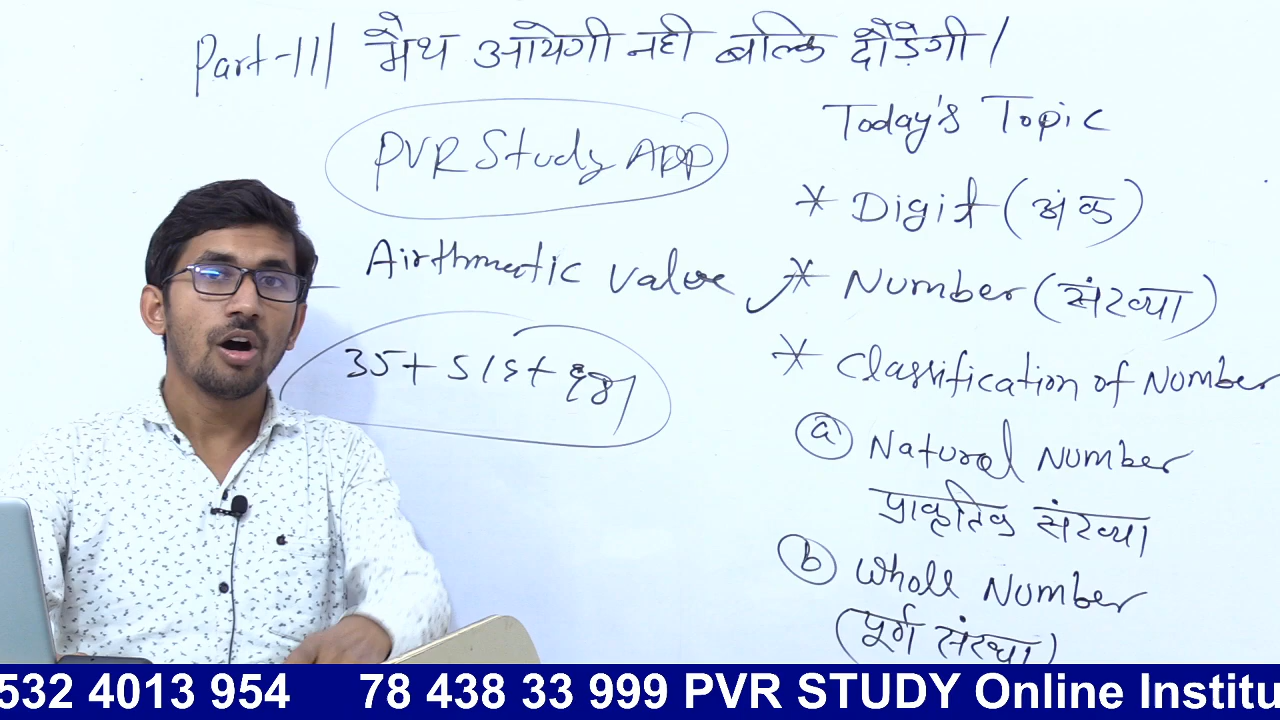 Part-III / मैथ आयेगी नही बल्कि दौड़ेगी /
Today's Topic
PVR Study App
* Digit (अंक)
Airthmetic value
* Number (संख्या)
35+515+
* Classification of Number
(a) Natural Number
प्राकृतिक संख्या
(b) Whole Number
(पूर्ण संख्या)
532 4013 954 78 438 33 999 PVR STUDY Online Institu